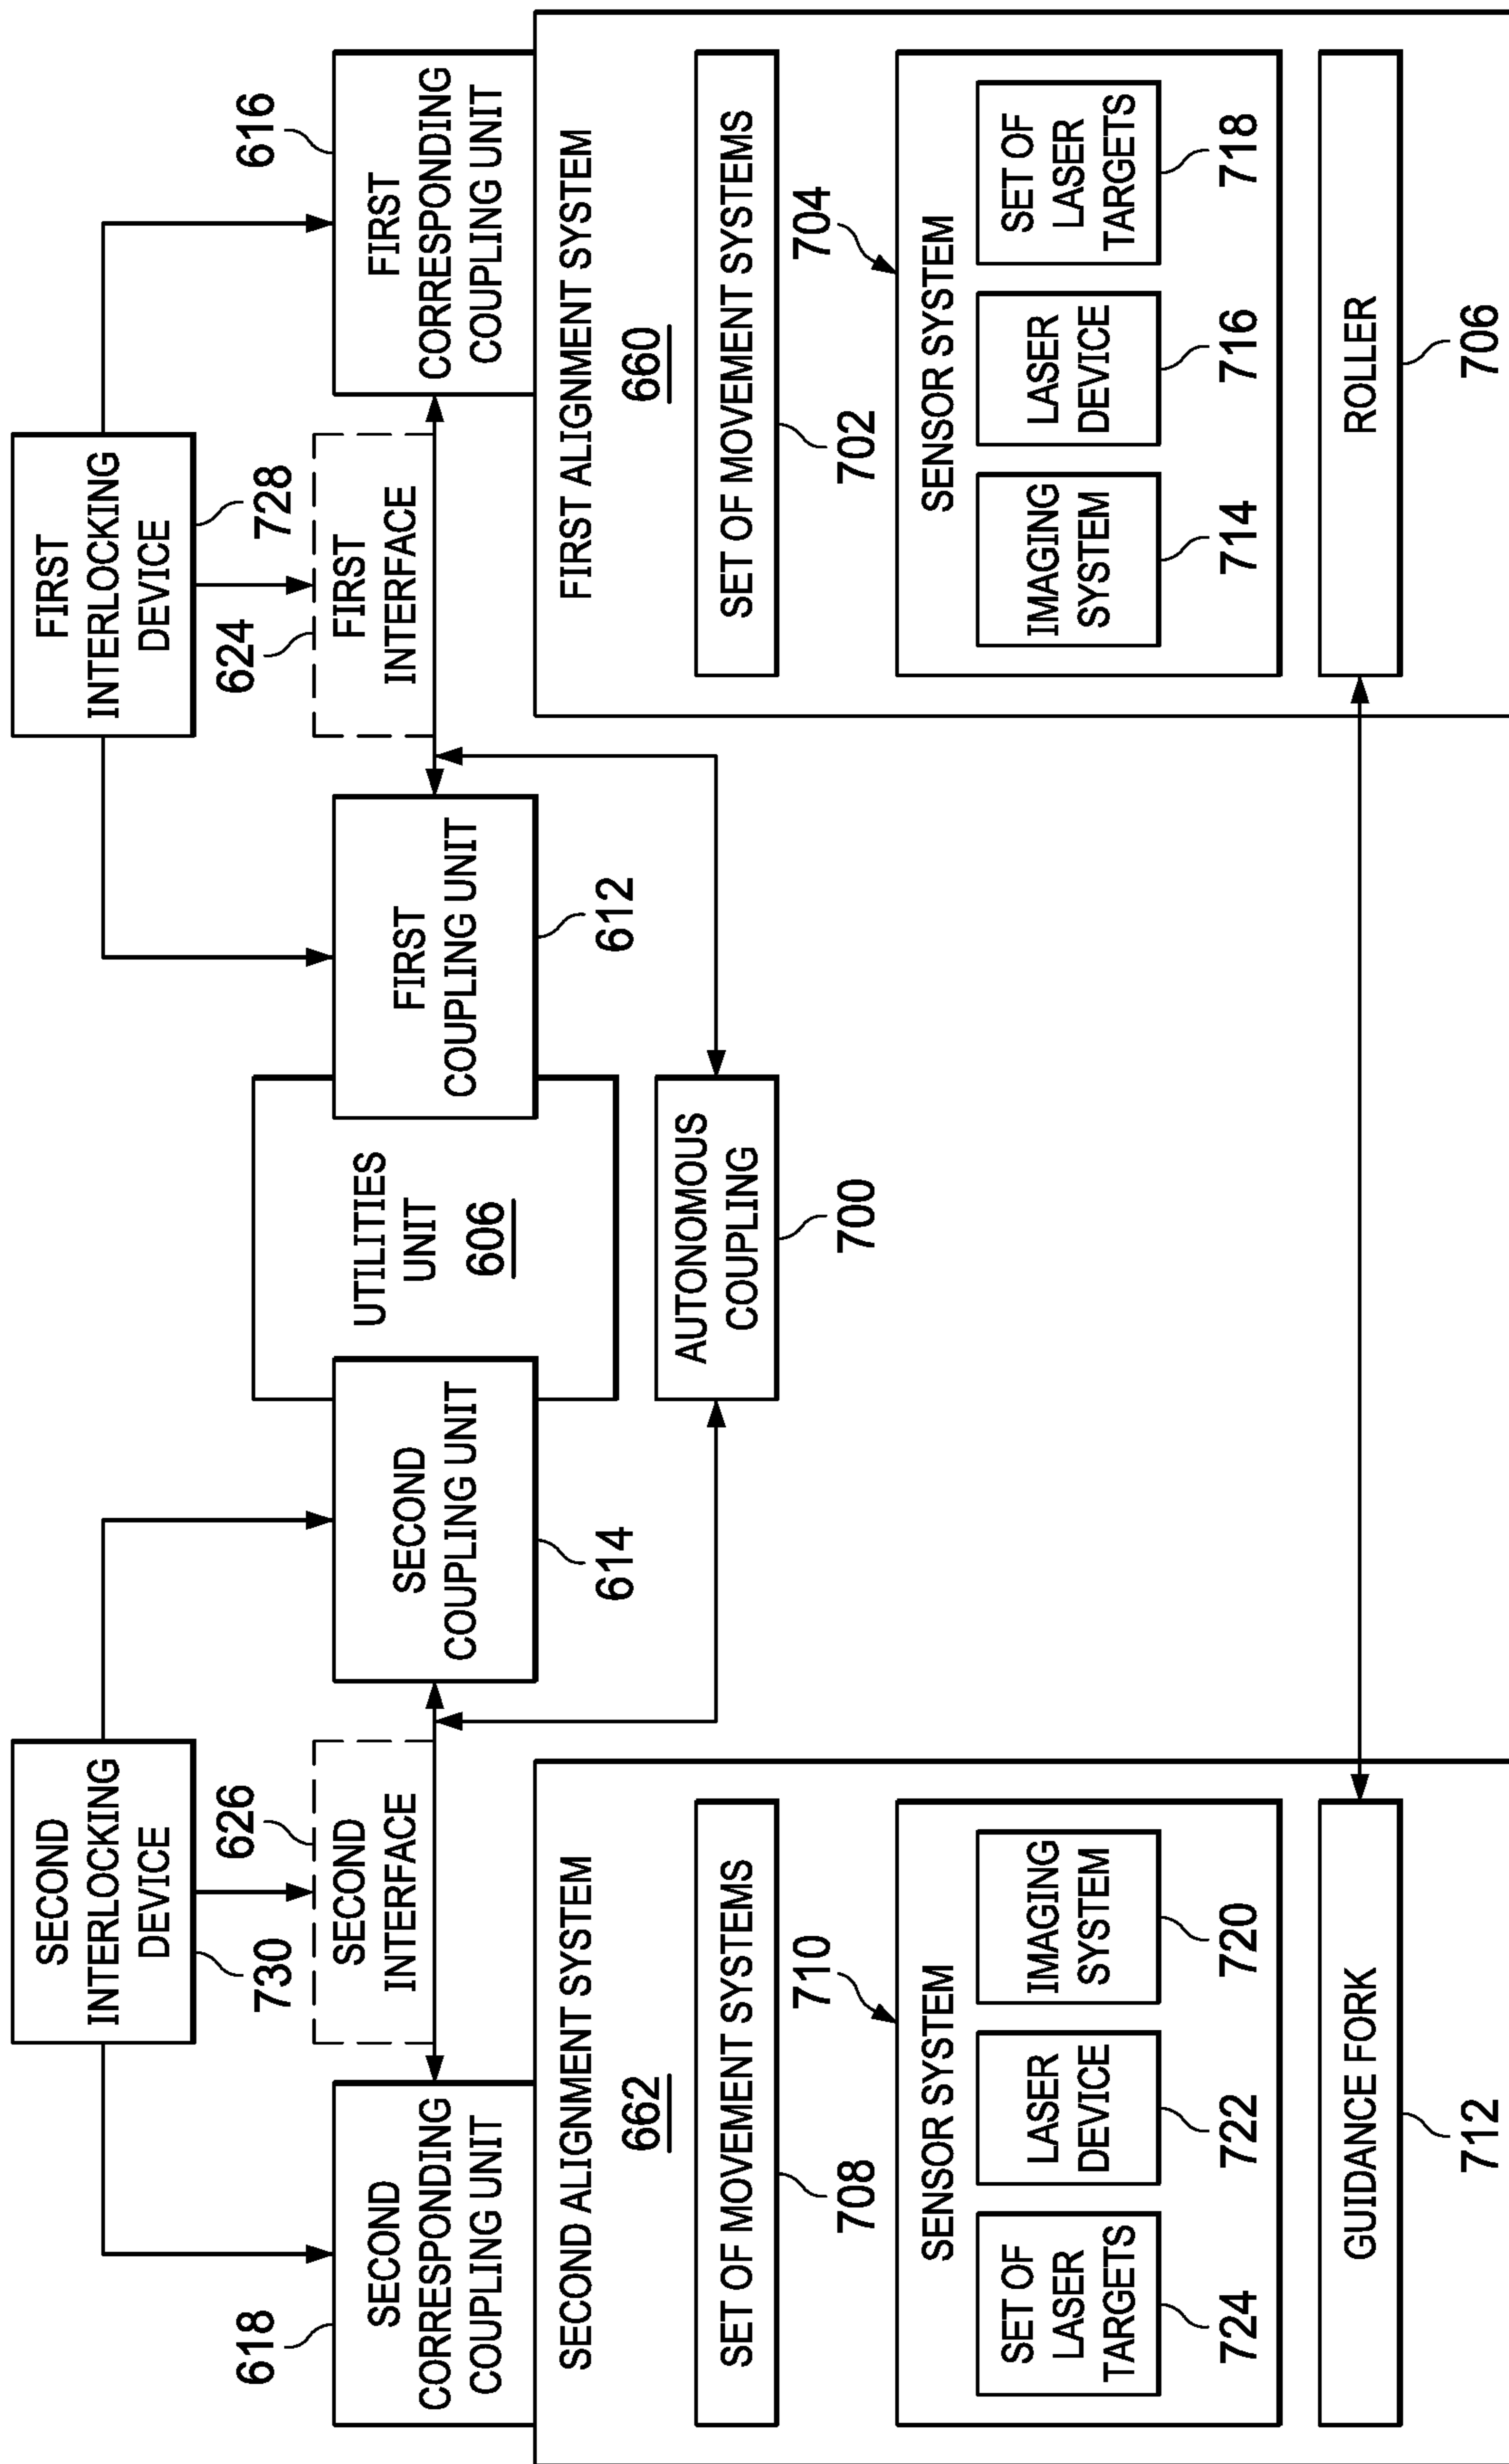 SECOND
INTERLOCKING
DEVICE
730
FIRST
INTERLOCKING
DEVICE
728
618
626
624
616
SECOND
CORRESPONDING
COUPLING UNIT
SECOND
INTERFACE
SECOND
COUPLING UNIT
614
UTILITIES
UNIT
606
FIRST
COUPLING UNIT
612
FIRST
INTERFACE
FIRST
CORRESPONDING
COUPLING UNIT
SECOND ALIGNMENT SYSTEM
662
SET OF MOVEMENT SYSTEMS
708
710
SENSOR SYSTEM
SET OF
LASER
TARGETS
724
LASER
DEVICE
722
IMAGING
SYSTEM
720
GUIDANCE FORK
712
AUTONOMOUS
COUPLING
700
FIRST ALIGNMENT SYSTEM
660
SET OF MOVEMENT SYSTEMS
702
704
SENSOR SYSTEM
IMAGING
SYSTEM
714
LASER
DEVICE
716
SET OF
LASER
TARGETS
718
ROLLER
706